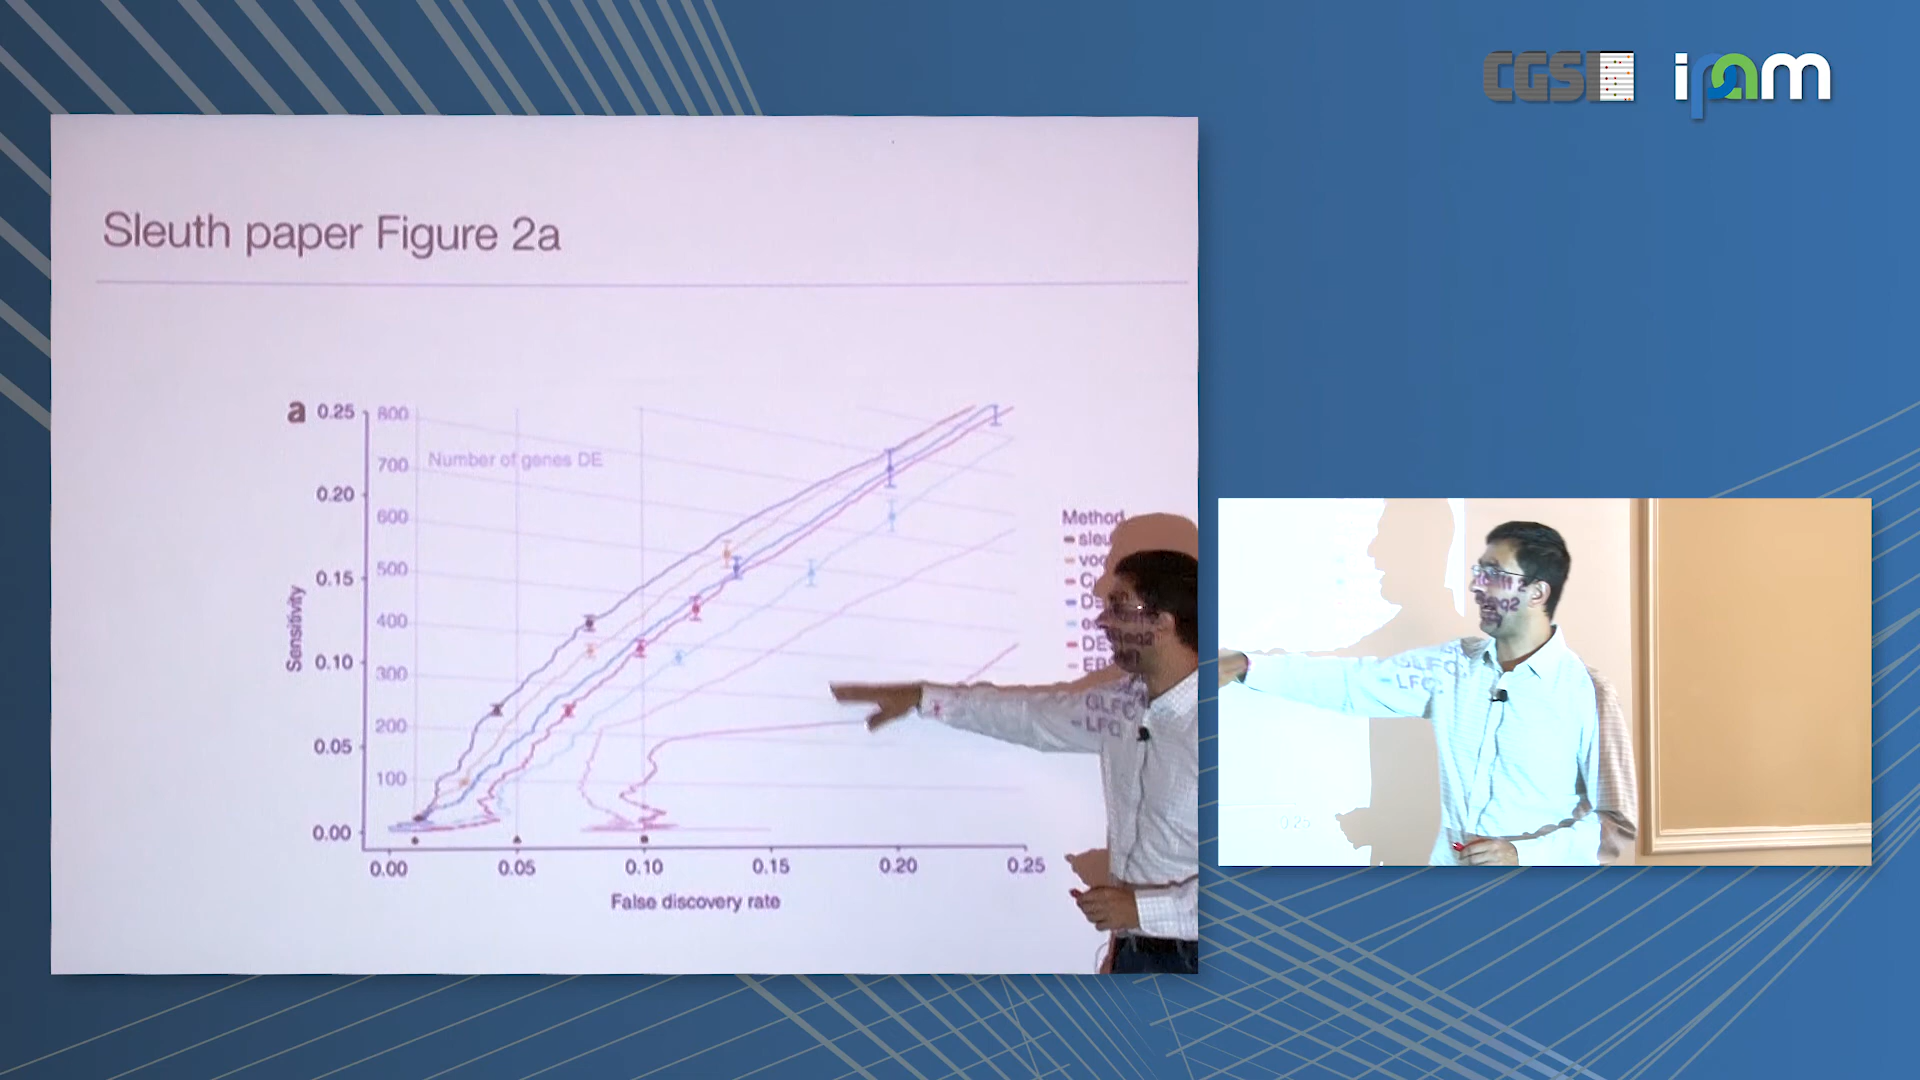 CGSI
ipam
Sleuth paper Figure 2a
a
0.25
0.20
0.15
0.10
0.05
0.00
800
700
600
500
400
300
200
100
Number of genes DE
Sensitivity
0.00 0.05 0.10 0.15 0.20 0.25
False discovery rate
Method
GLFC
LFC